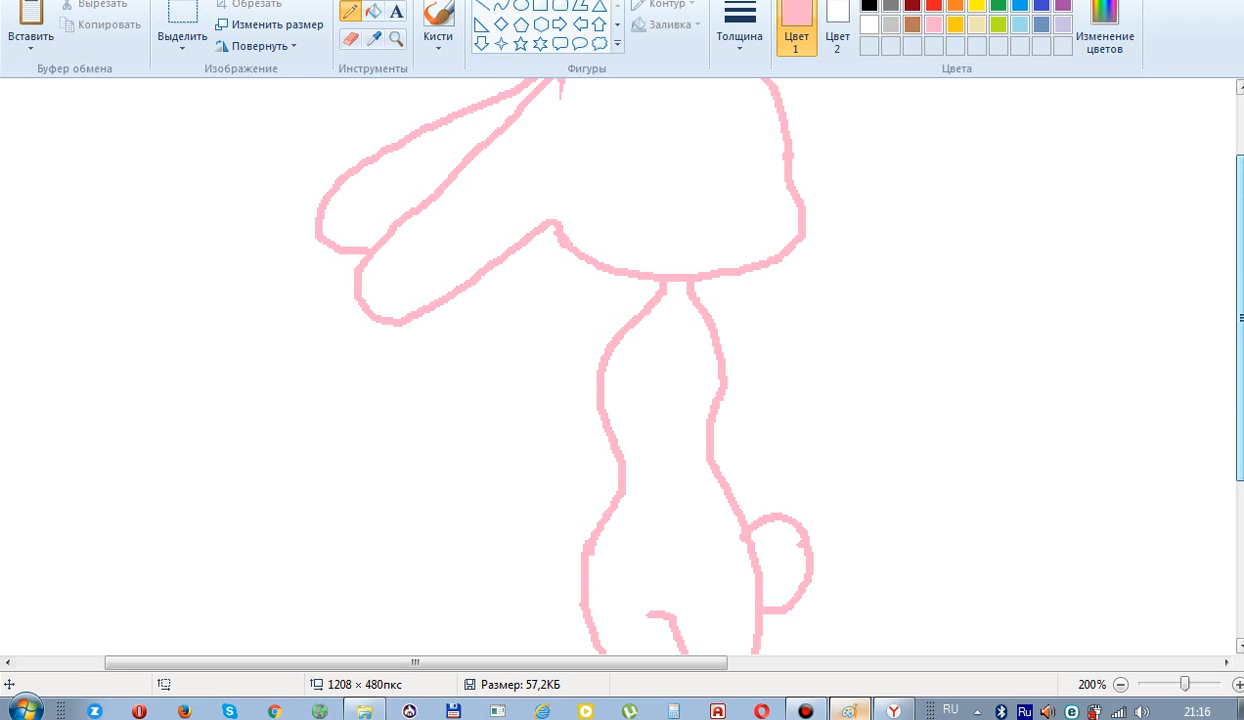 Вырезать Обрезать Контур
Вставить Копировать Выделить Изменить размер A Кисти Заливка Толщина Цвет 1 Цвет 2 Изменение цветов
Повернуть
Буфер обмена Изображение Инструменты Фигуры Цвета
1208 × 480пкс Размер: 57,2КБ 200%
RU Ru 21:16